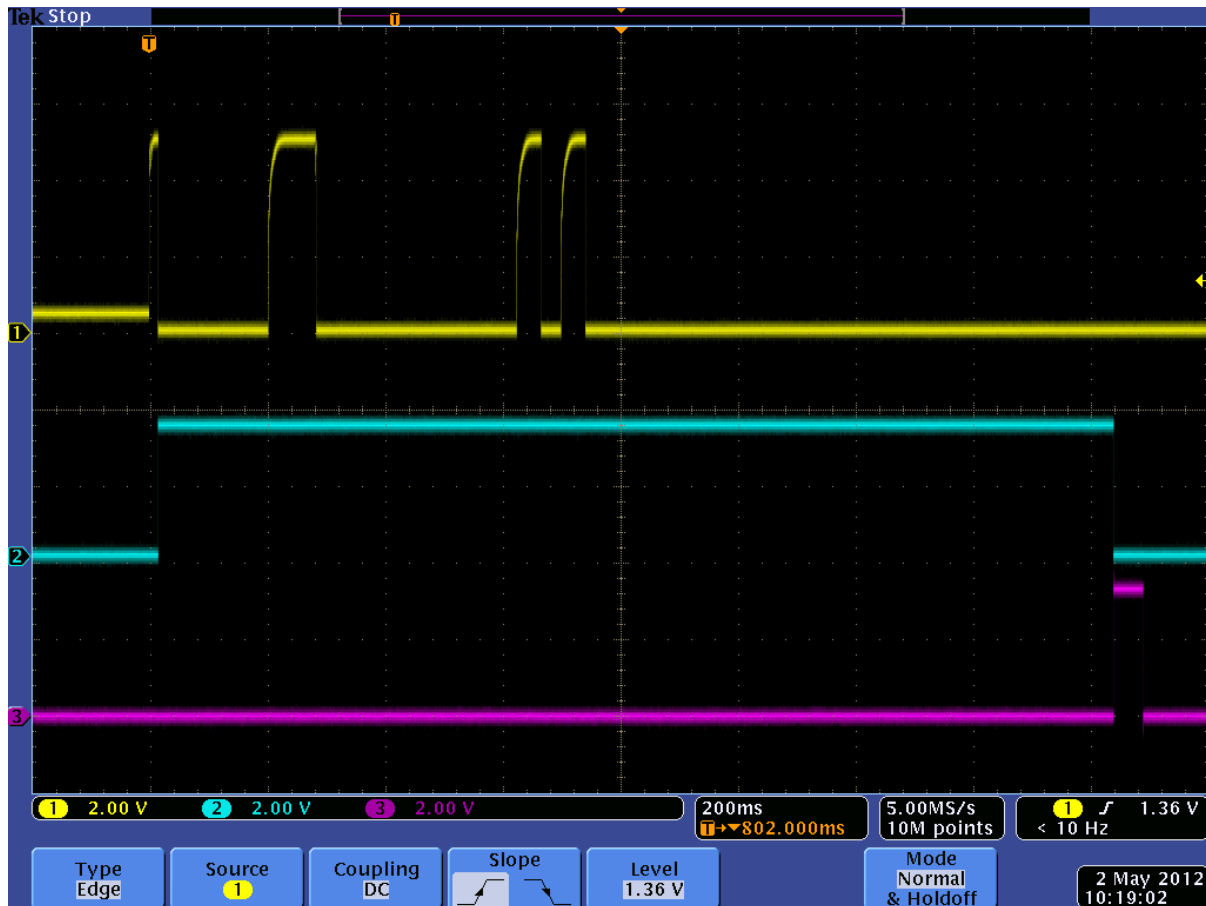 Tek Stop
T
T
1
2
3
1 2.00 V 2 2.00 V 3 2.00 V
200ms
T→▼802.000ms
5.00MS/s
10M points
1 1.36 V
< 10 Hz
Type
Edge
Source
1
Coupling
DC
Slope
Level
1.36 V
Mode
Normal
& Holdoff
2 May 2012
10:19:02